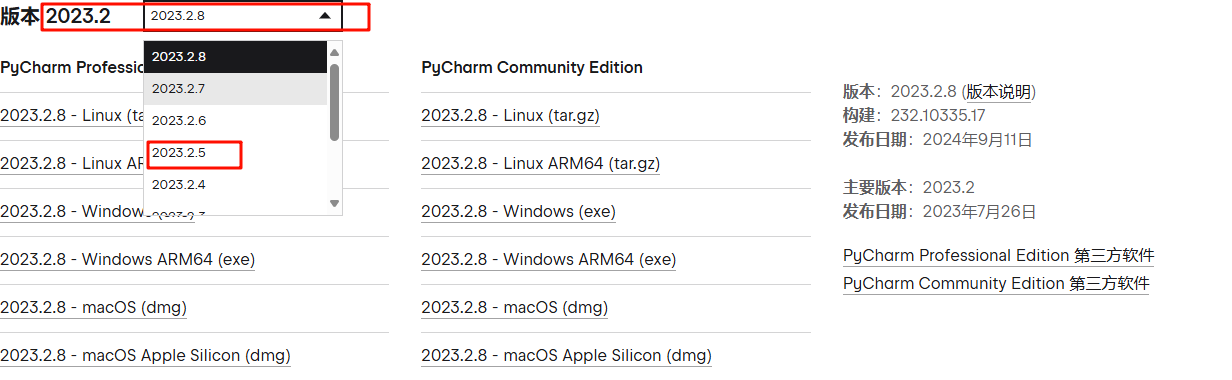 版本 2023.2
2023.2.8
2023.2.8
2023.2.7
2023.2.6
2023.2.5
2023.2.4
PyCharm
2023.2.8 - Linux
2023.2.8 - Linux
2023.2.8 -
2023.2.8 - Windows ARM64 (exe)
2023.2.8 - macOS (dmg)
2023.2.8 - macOS Apple Silicon (dmg)
PyCharm Community Edition
2023.2.8 - Linux (tar.gz)
2023.2.8 - Linux ARM64 (tar.gz)
2023.2.8 - Windows (exe)
2023.2.8 - Windows ARM64 (exe)
2023.2.8 - macOS (dmg)
2023.2.8 - macOS Apple Silicon (dmg)
版本：2023.2.8 (版本说明)
构建：232.10335.17
发布日期：2024年9月11日
主要版本：2023.2
发布日期：2023年7月26日
PyCharm Professional Edition 第三方软件
PyCharm Community Edition 第三方软件